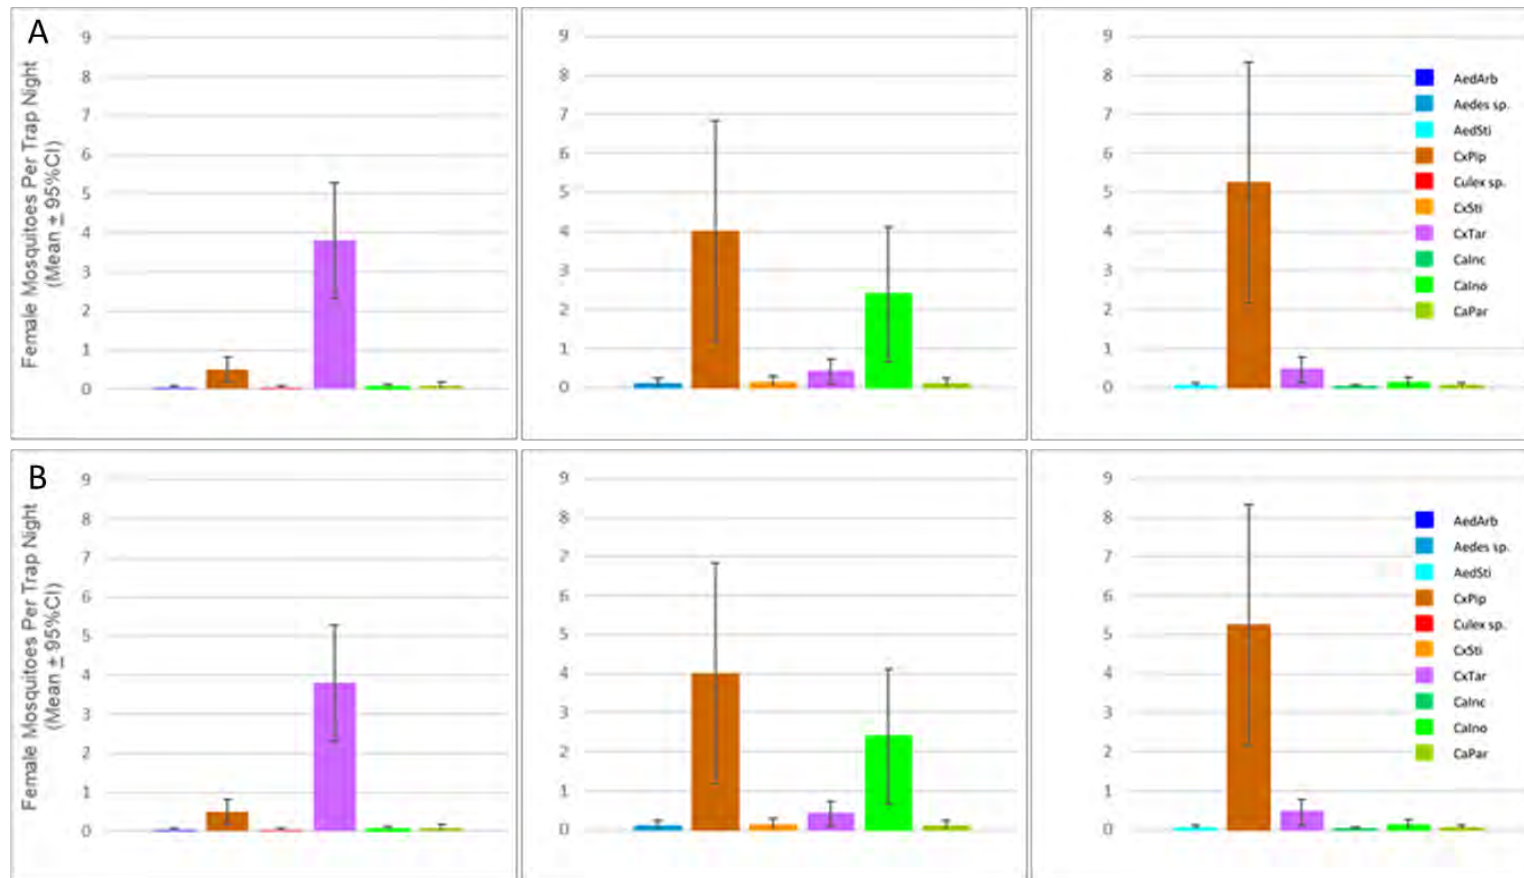 A
Female Mosquitoes Per Trap Night
(Mean ± 95%CI)
9
8
7
6
5
4
3
2
1
0
9
8
7
6
5
4
3
2
1
0
9
8
7
6
5
4
3
2
1
0
AedArb
Aedes sp.
AedSti
CxPip
Culex sp.
CxSti
CxTar
CaInc
CaIno
CaPar
B
Female Mosquitoes Per Trap Night
(Mean ± 95%CI)
9
8
7
6
5
4
3
2
1
0
9
8
7
6
5
4
3
2
1
0
9
8
7
6
5
4
3
2
1
0
AedArb
Aedes sp.
AedSti
CxPip
Culex sp.
CxSti
CxTar
CaInc
CaIno
CaPar